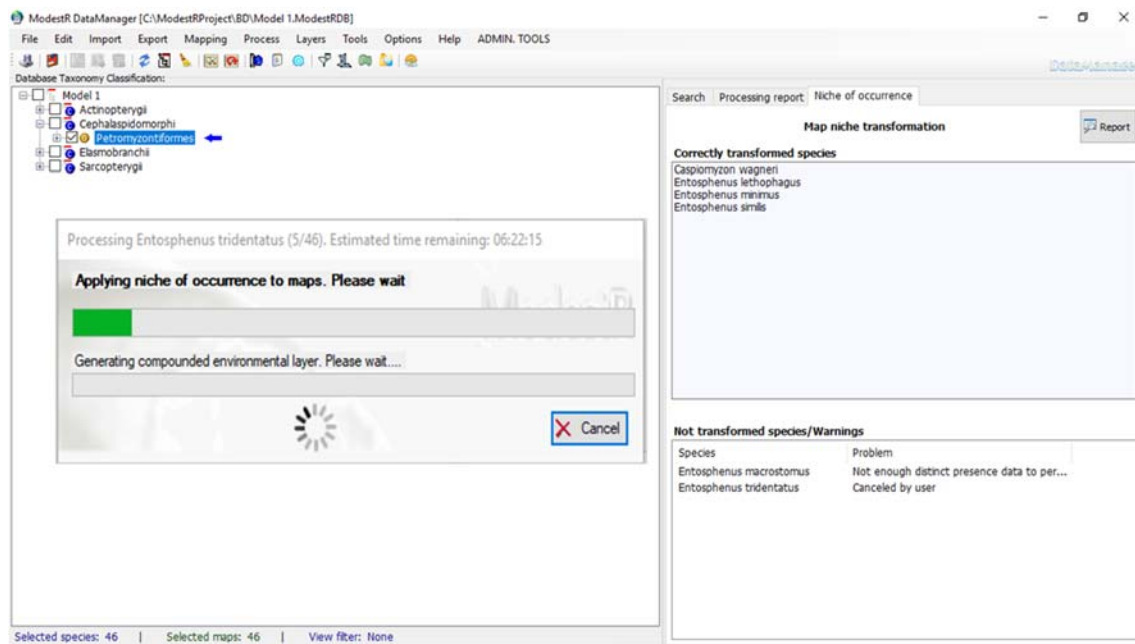 ModestR DataManager [C:\ModestRProject\BD\Model 1.ModestRDB]
File Edit Import Export Mapping Process Layers Tools Options Help ADMIN. TOOLS
DataManager
Database Taxonomy Classification:
Model 1
Actinopterygii
Cephalaspidomorphi
Petromyzontiformes
Elasmobranchii
Sarcopterygii
Processing Entosphenus tridentatus (5/46). Estimated time remaining: 06:22:15
Applying niche of occurrence to maps. Please wait
ModestR
Generating compounded environmental layer. Please wait....
Cancel
Search Processing report Niche of occurrence
Map niche transformation
Report
Correctly transformed species
Caspiomyzon wagneri
Entosphenus lethophagus
Entosphenus minimus
Entosphenus similis
Not transformed species/Warnings
Species Problem
Entosphenus macrostomus Not enough distinct presence data to per...
Entosphenus tridentatus Canceled by user
Selected species: 46 | Selected maps: 46 | View filter: None